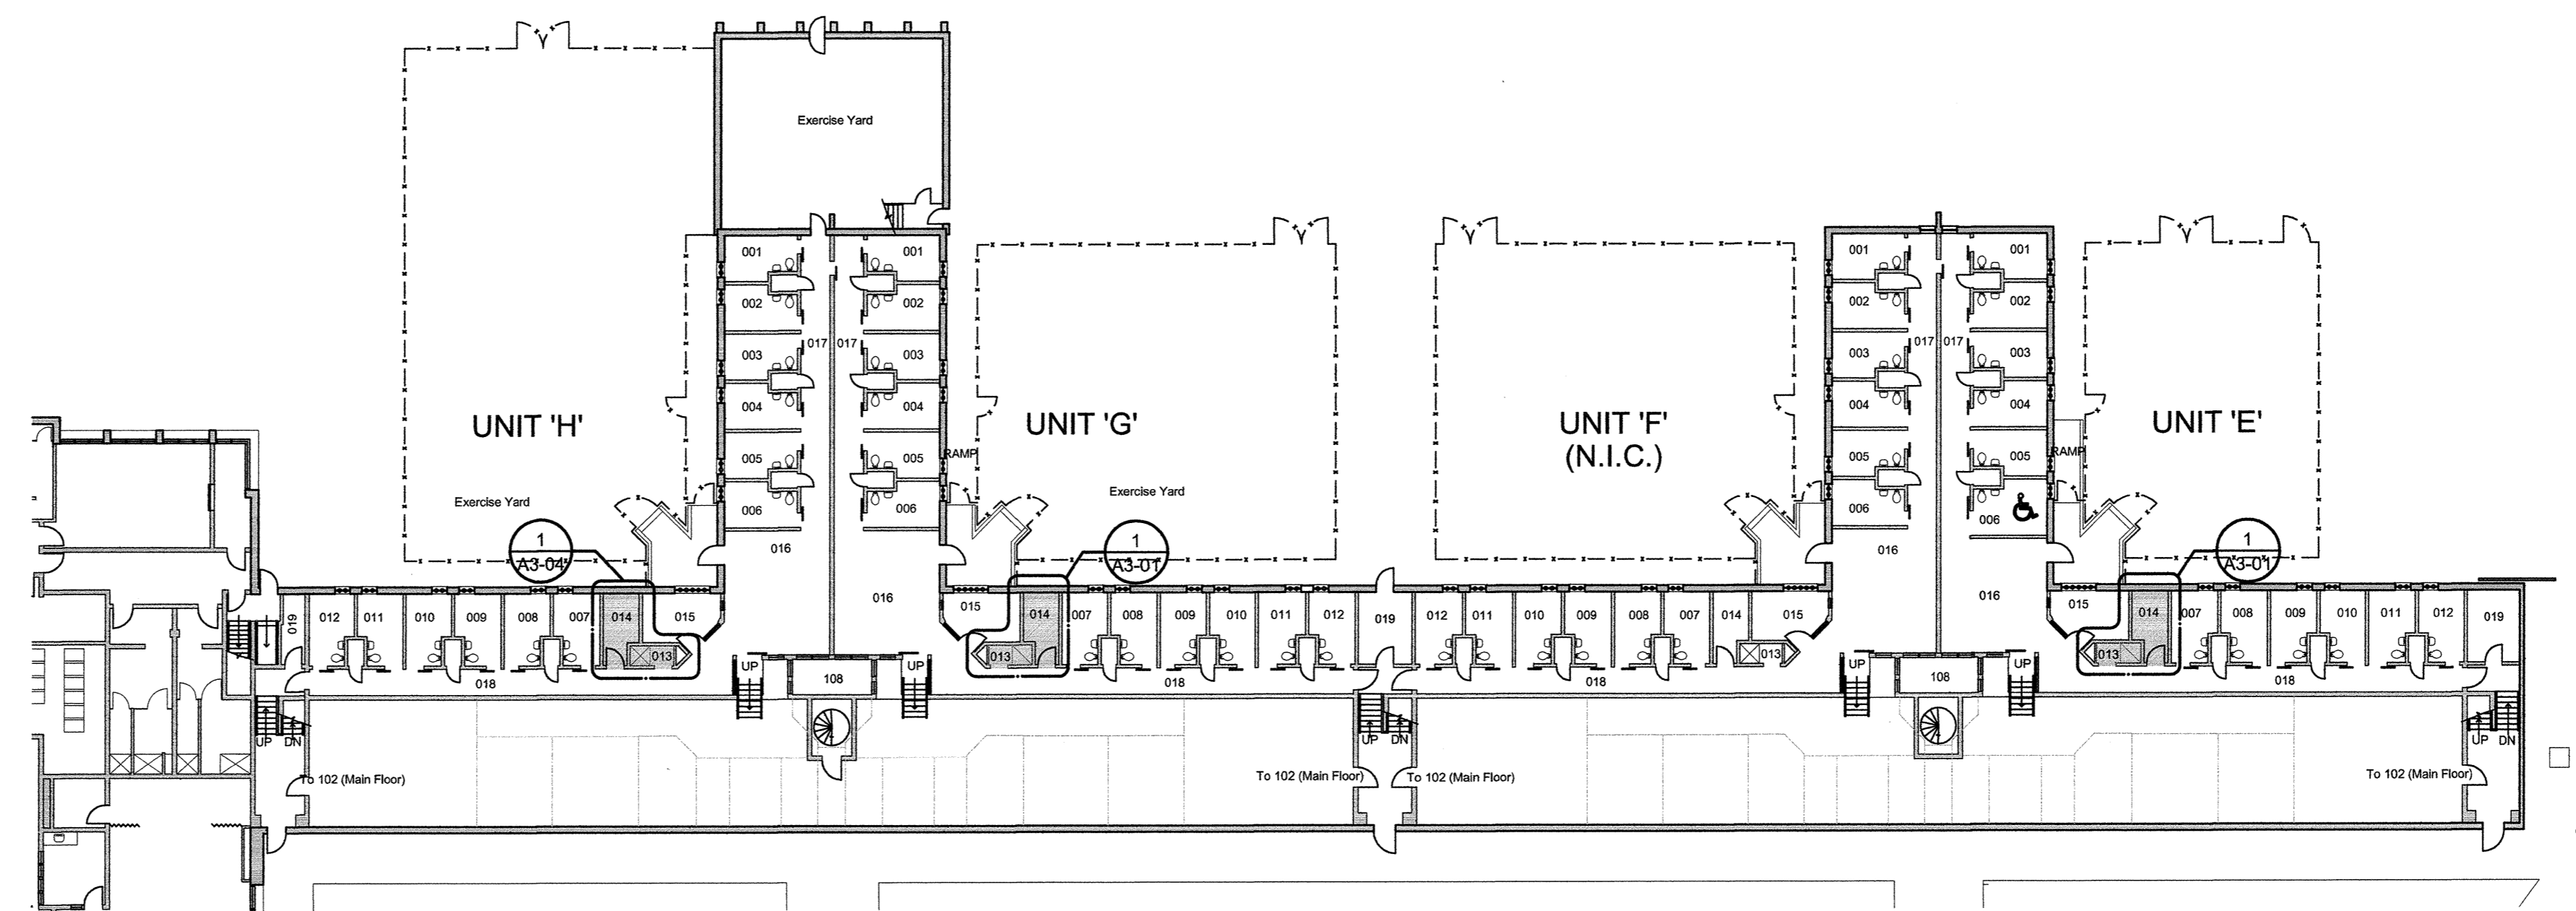 Exercise Yard
001
001
001
001
002
002
002
002
017
017
017
017
003
003
003
003
004
004
004
004
UNIT 'H'
UNIT 'G'
UNIT 'F'
(N.I.C.)
UNIT 'E'
005
005
RAMP
005
005
RAMP
Exercise Yard
Exercise Yard
006
006
006
006
016
016
016
016
1
A3-04
1
A3-01
1
A3-01
019
012
011
010
009
008
007
014
015
013
015
014
013
007
008
009
010
011
012
019
012
011
010
009
008
007
014
015
013
015
014
013
007
008
009
010
011
012
019
018
UP
108
UP
018
018
UP
108
UP
018
UP
DN
UP
DN
UP
DN
To 102 (Main Floor)
To 102 (Main Floor)
To 102 (Main Floor)
To 102 (Main Floor)